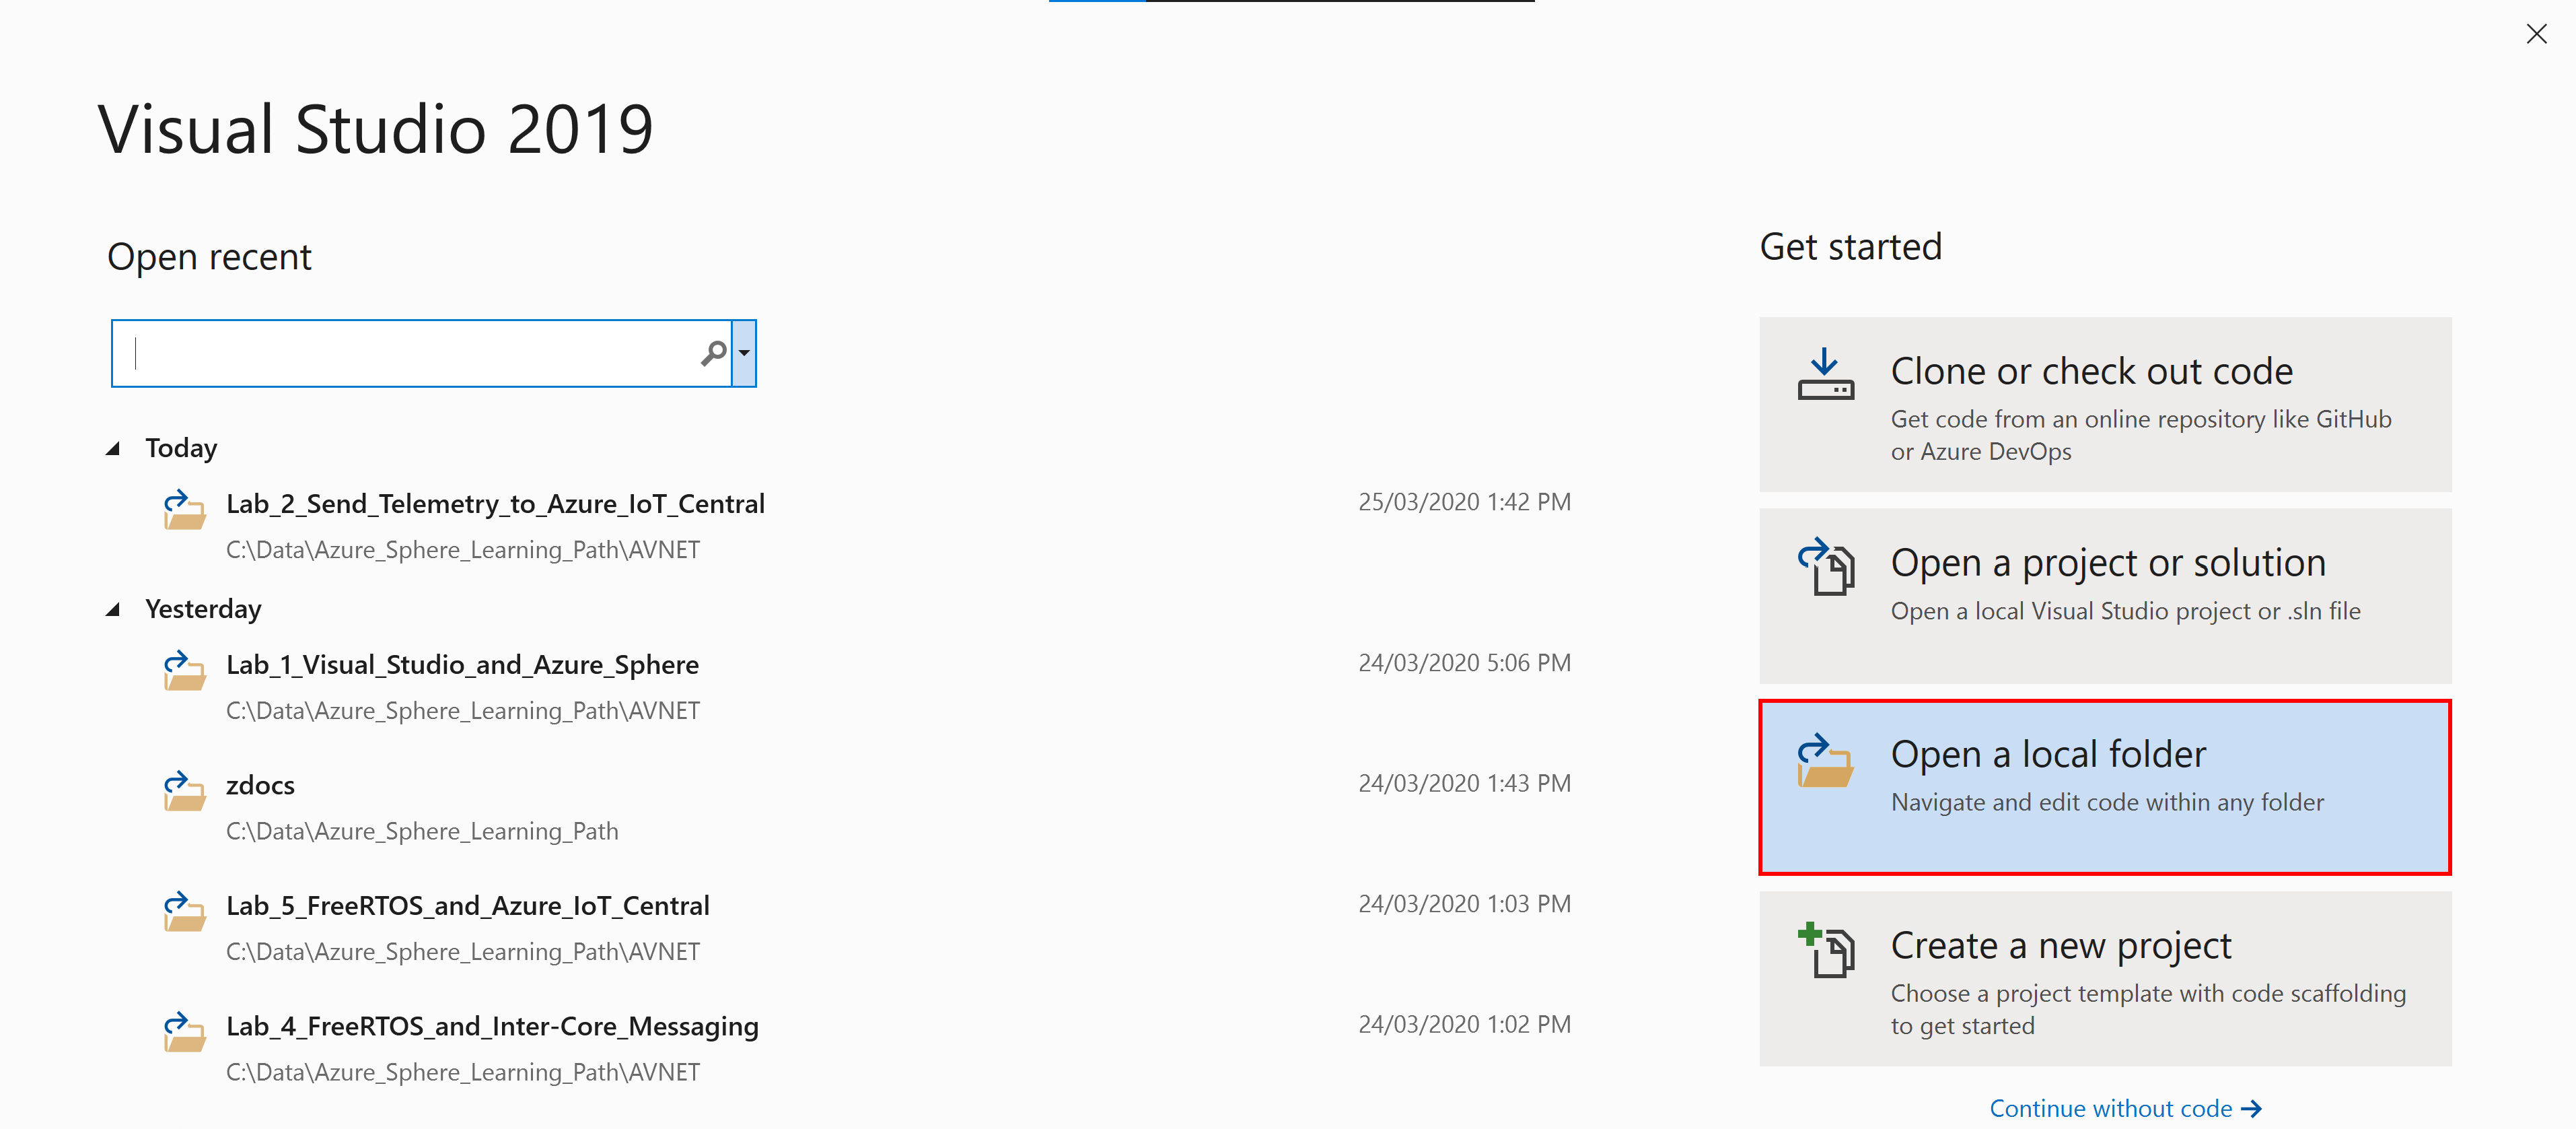 Visual Studio 2019
Open recent
Today
Lab_2_Send_Telemetry_to_Azure_IoT_Central
25/03/2020 1:42 PM
C:\Data\Azure_Sphere_Learning_Path\AVNET
Yesterday
Lab_1_Visual_Studio_and_Azure_Sphere
24/03/2020 5:06 PM
C:\Data\Azure_Sphere_Learning_Path\AVNET
zdocs
24/03/2020 1:43 PM
C:\Data\Azure_Sphere_Learning_Path
Lab_5_FreeRTOS_and_Azure_IoT_Central
24/03/2020 1:03 PM
C:\Data\Azure_Sphere_Learning_Path\AVNET
Lab_4_FreeRTOS_and_Inter-Core_Messaging
24/03/2020 1:02 PM
C:\Data\Azure_Sphere_Learning_Path\AVNET
Get started
Clone or check out code
Get code from an online repository like GitHub
or Azure DevOps
Open a project or solution
Open a local Visual Studio project or .sln file
Open a local folder
Navigate and edit code within any folder
Create a new project
Choose a project template with code scaffolding
to get started
Continue without code